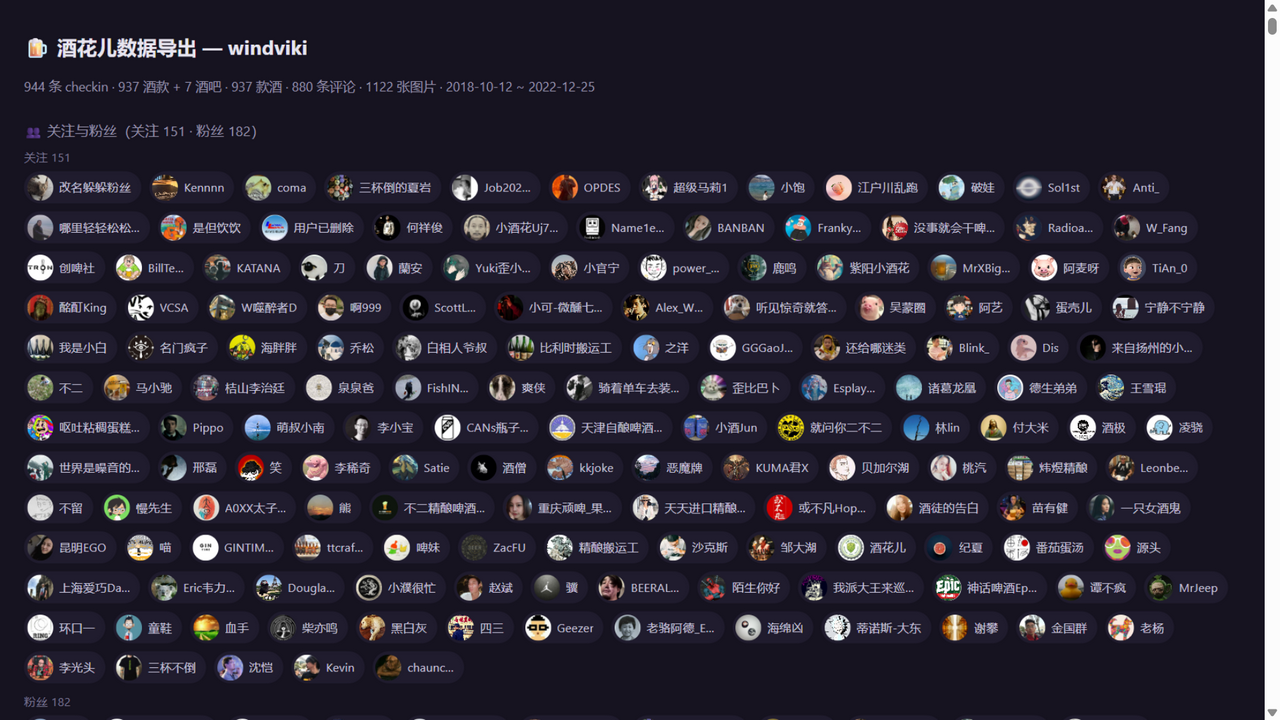 🍺 酒花儿数据导出 — windviki
944 条 checkin · 937 酒款 + 7 酒吧 · 937 款酒 · 880 条评论 · 1122 张图片 · 2018-10-12 ~ 2022-12-25
👥 关注与粉丝（关注 151 · 粉丝 182）
关注 151
改名躲躲粉丝 Kennnn coma 三杯倒的夏岩 Job202... OPDES 超级马莉1 小饱 江户川乱跑 破娃 Sol1st Anti_
哪里轻轻松松... 是但饮饮 用户已删除 何祥俊 小酒花Uj7... Name1e... BANBAN Franky... 没事就会干啤... Radioa... W_Fang
创啤社 BillTe... KATANA 刀 蘭安 Yuki歪小... 小官宁 power_... 鹿鸣 紫阳小酒花 MrXBig... 阿麦呀 TiAn_0
酩酊King VCSA W噬醉者D 啊999 ScottL... 小可-微醺七... Alex_W... 听见惊奇就答... 吴蒙圈 阿艺 蛋壳儿 宁静不宁静
我是小白 名门疯子 海胖胖 乔松 白相人爷叔 比利时搬运工 之洋 GGGaoJ... 还给哪迷类 Blink_ Dis 来自扬州的小...
不二 马小驰 枯山李治廷 泉泉爸 FishIN... 爽侠 骑着单车去装... 歪比巴卜 Esplay... 诸葛龙凰 德生弟弟 王雪琨
呕吐粘稠蛋糕... Pippo 萌叔小南 李小宝 CANs瓶子... 天津自酿啤酒... 小酒Jun 就问你二不二 林lin 付大米 酒极 凌骁
世界是噪音的... 邢磊 笑 李稀奇 Satie 酒僧 kkjoke 恶魔牌 KUMA君X 贝加尔湖 桃汽 炜煜精酿 Leonbe...
不窨 慢先生 A0XX太子... 熊 不二精酿啤酒... 重庆顽啤_果... 天天进口精酿... 或不凡Hop... 酒徒的告白 苗有健 一只女酒鬼
昆明EGO 喵 GINTIM... ttcraf... 啤妹 ZacFU 精酿搬运工 沙克斯 邹大湖 酒花儿 纪夏 番茄蛋汤 源头
上海爱巧Da... Eric韦力... Dougla... 小濮很忙 赵斌 骥 BEERAL... 陌生你好 我派大王来巡... 神话啤酒Ep... 谭不疯 MrJeep
环口一 童鞋 血手 柴亦鸣 黑白灰 四三 Geezer 老骆阿德_E... 海绵凶 蒂诺斯-大东 谢攀 金国群 老杨
李光头 三杯不倒 沈恺 Kevin chaunc...
粉丝 182